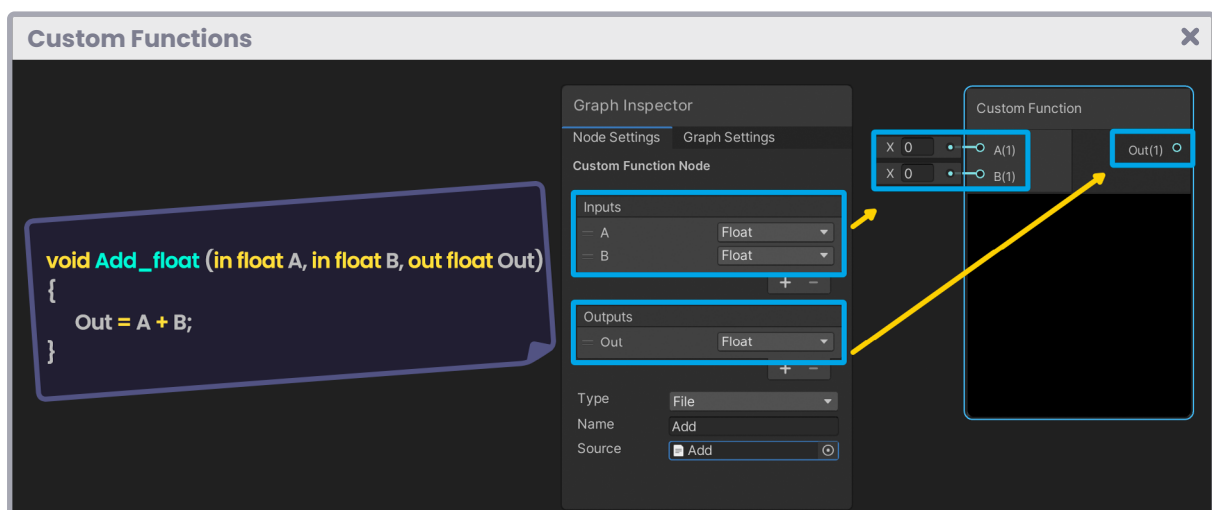 Custom Functions
void Add_float (in float A, in float B, out float Out)
{
Out = A + B;
}
Graph Inspector
Node Settings Graph Settings
Custom Function Node
Inputs
A Float
B Float
+ −
Outputs
Out Float
+ −
Type File
Name Add
Source Add
Custom Function
X 0 A(1) Out(1)
X 0 B(1)